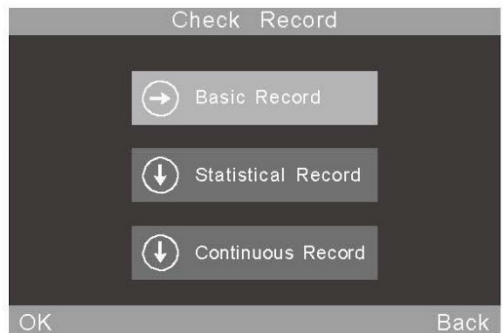 Check Record
Basic Record
Statistical Record
Continuous Record
OK Back